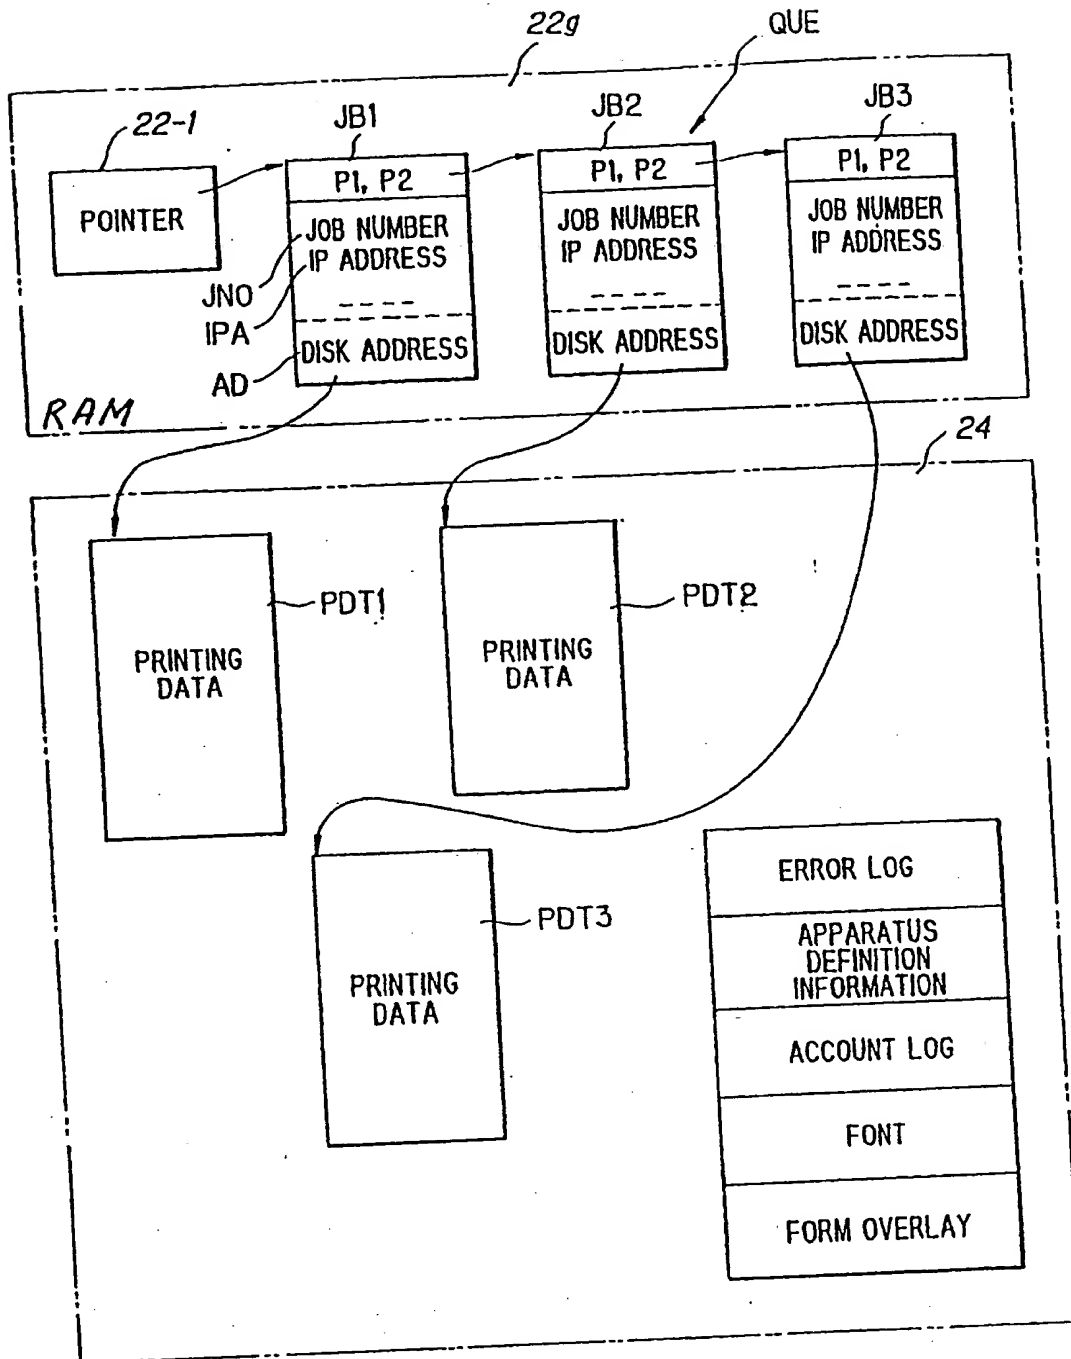 22g
QUE
22-1
JB1
JB2
JB3
POINTER
P1, P2
JOB NUMBER
IP ADDRESS
DISK ADDRESS
P1, P2
JOB NUMBER
IP ADDRESS
DISK ADDRESS
P1, P2
JOB NUMBER
IP ADDRESS
DISK ADDRESS
JNO
IPA
AD
RAM
24
PRINTING
DATA
PDT1
PRINTING
DATA
PDT2
PRINTING
DATA
PDT3
ERROR LOG
APPARATUS
DEFINITION
INFORMATION
ACCOUNT LOG
FONT
FORM OVERLAY